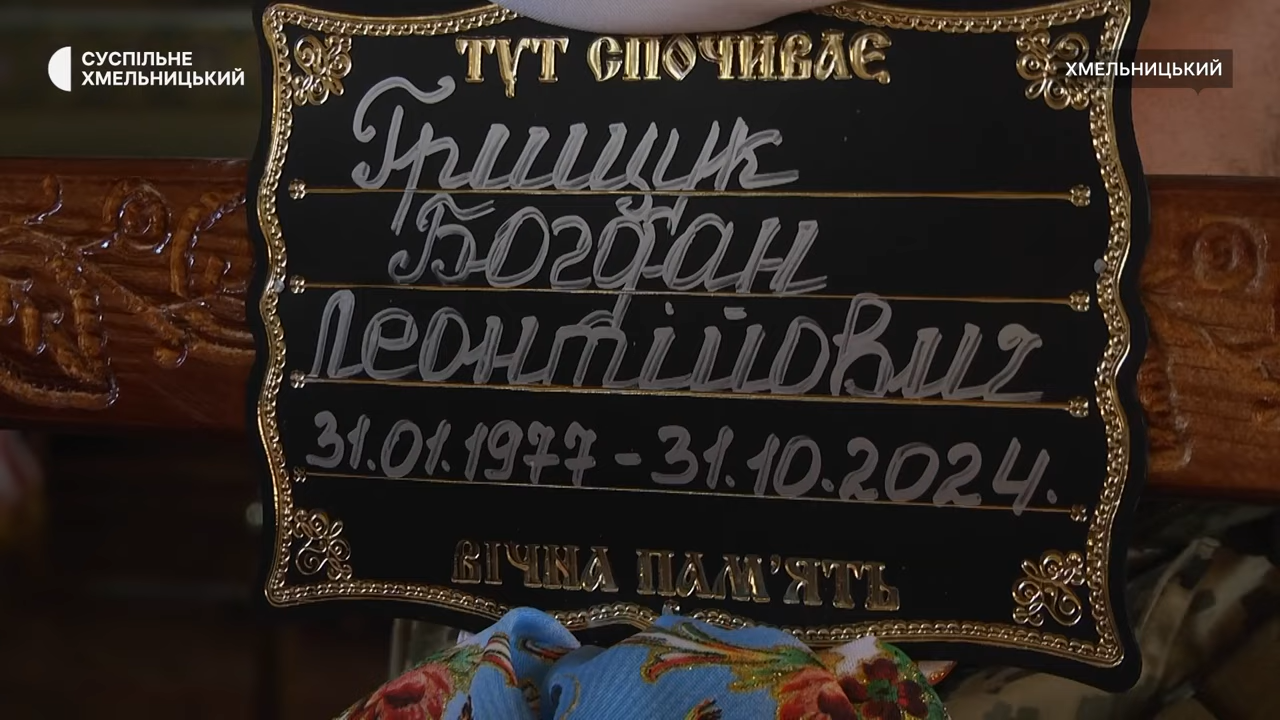 СУСПІЛЬНЕ
ХМЕЛЬНИЦЬКИЙ
ХМЕЛЬНИЦЬКИЙ
ТУТ СПОЧИВАЄ
Грищук
Богдан
Леонтійович
31.01.1977-31.10.2024.
ВІЧНА ПАМ'ЯТЬ